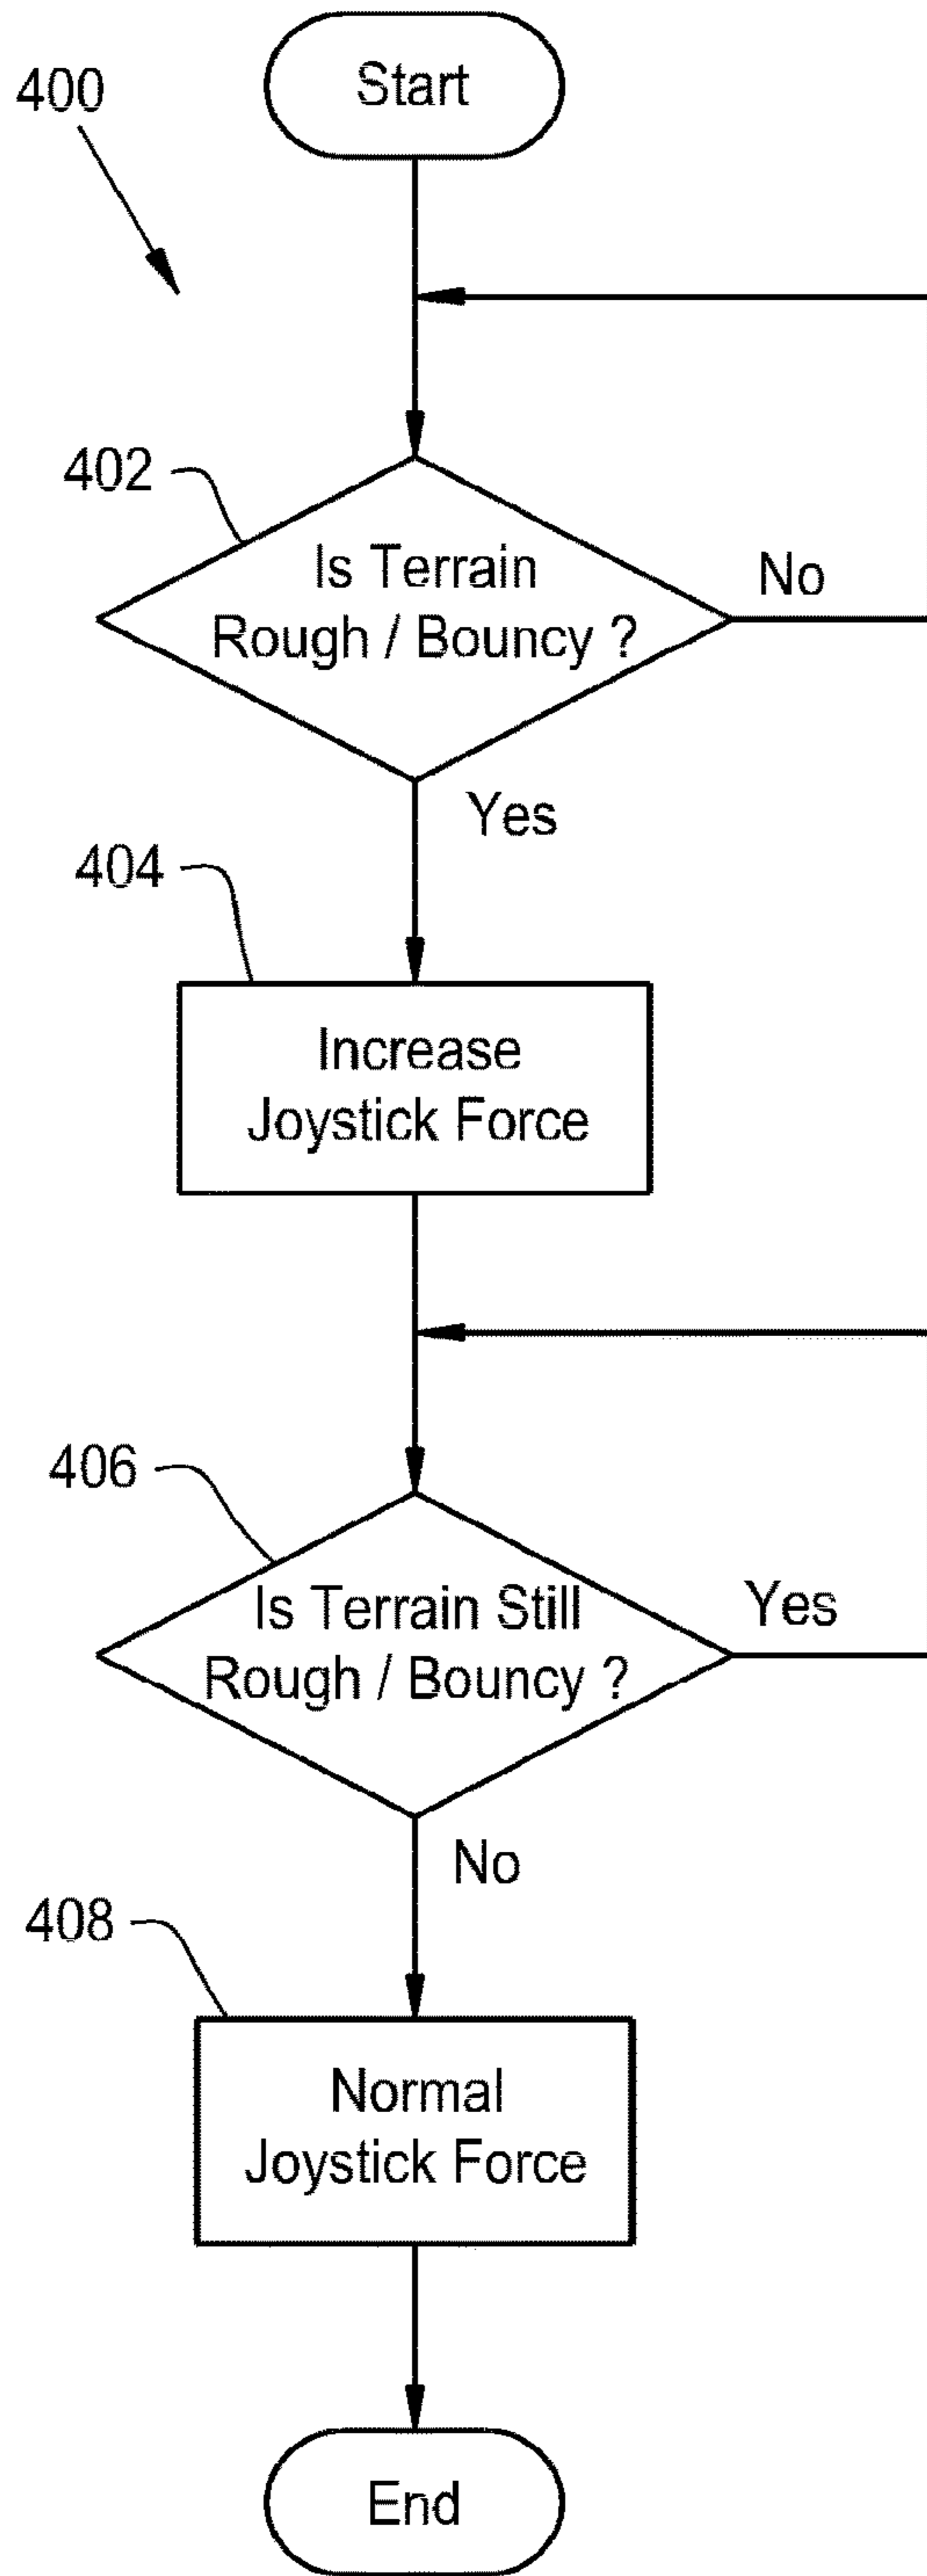 Start
400
402
Is Terrain
Rough / Bouncy ?
No
Yes
404
Increase
Joystick Force
406
Is Terrain Still
Rough / Bouncy ?
Yes
No
408
Normal
Joystick Force
End